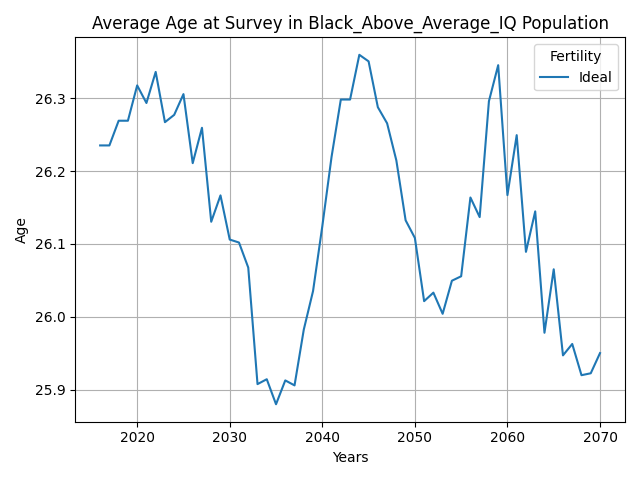 Average Age at Survey in Black_Above_Average_IQ Population
Fertility
Ideal
26.3
26.2
26.1
26.0
25.9
Age
2020 2030 2040 2050 2060 2070
Years